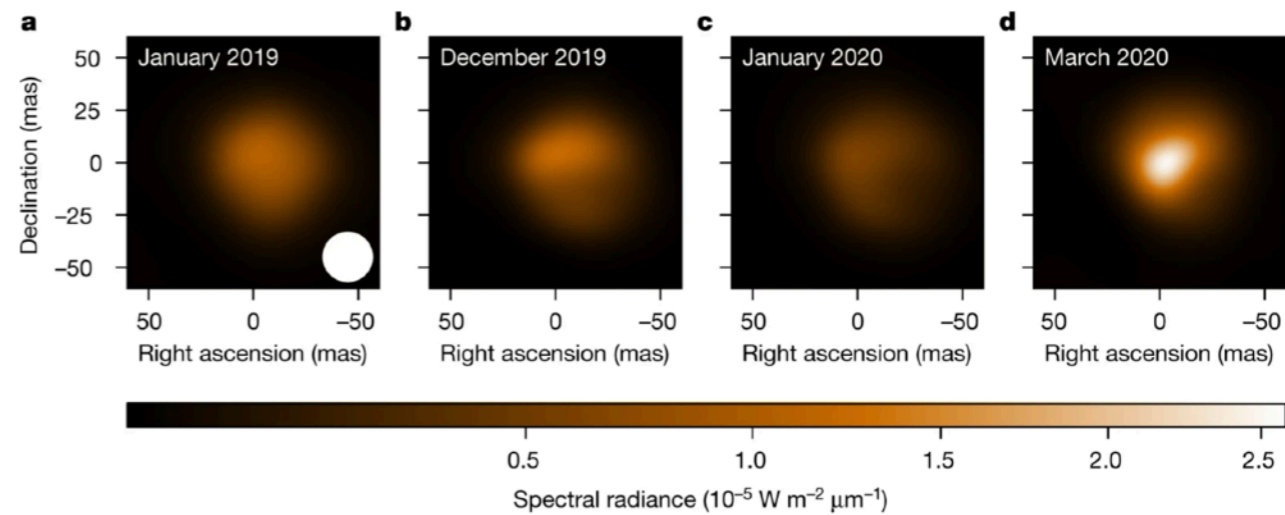 a b c d
January 2019 December 2019 January 2020 March 2020
50
25
0
−25
−50
Declination (mas)
50 0 −50 50 0 −50 50 0 −50 50 0 −50
Right ascension (mas) Right ascension (mas) Right ascension (mas) Right ascension (mas)
0.5 1.0 1.5 2.0 2.5
Spectral radiance (10⁻⁵ W m⁻² μm⁻¹)